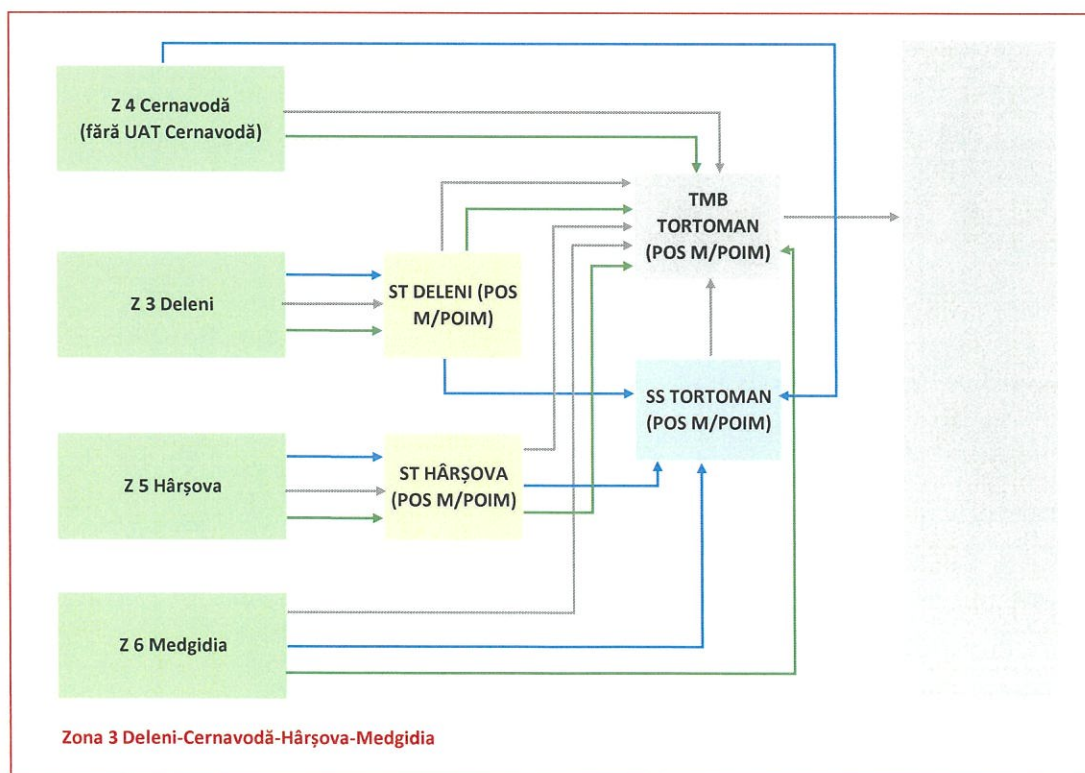 Z 4 Cernavodă
(fără UAT Cernavodă)
TMB
TORTOMAN
(POS M/POIM)
Z 3 Deleni
ST DELENI (POS
M/POIM)
SS TORTOMAN
(POS M/POIM)
Z 5 Hârșova
ST HÂRȘOVA
(POS M/POIM)
Z 6 Medgidia
Zona 3 Deleni-Cernavodă-Hârșova-Medgidia